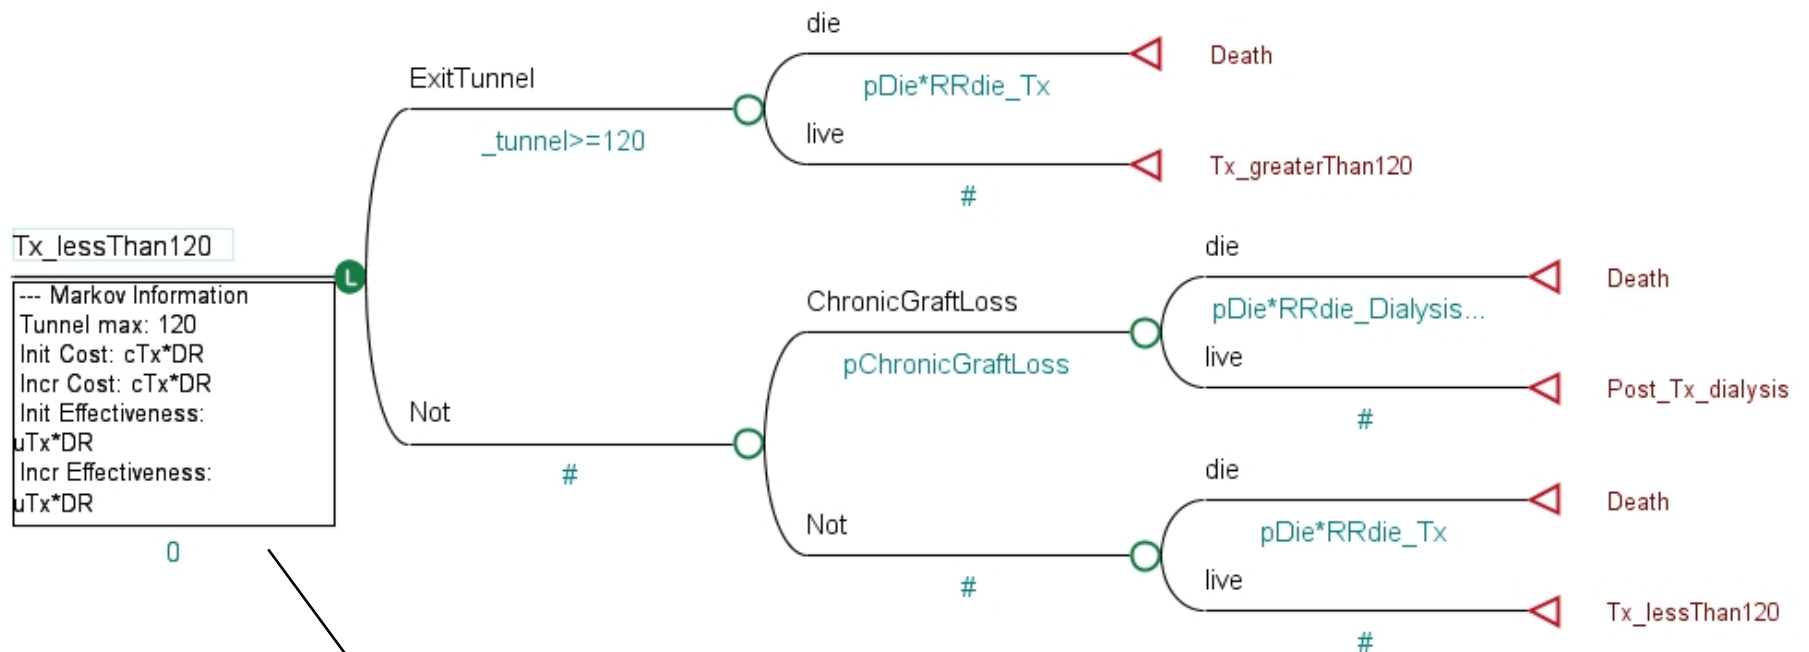 die
Death
ExitTunnel
pDie*RRdie_Tx
_tunnel>=120
live
Tx_greaterThan120
#
Tx_lessThan120
L
--- Markov Information
Tunnel max: 120
Init Cost: cTx*DR
Incr Cost: cTx*DR
Init Effectiveness:
uTx*DR
Incr Effectiveness:
uTx*DR
0
die
Death
ChronicGraftLoss
pDie*RRdie_Dialysis...
pChronicGraftLoss
live
Post_Tx_dialysis
#
Not
#
die
Death
Not
pDie*RRdie_Tx
#
live
Tx_lessThan120
#